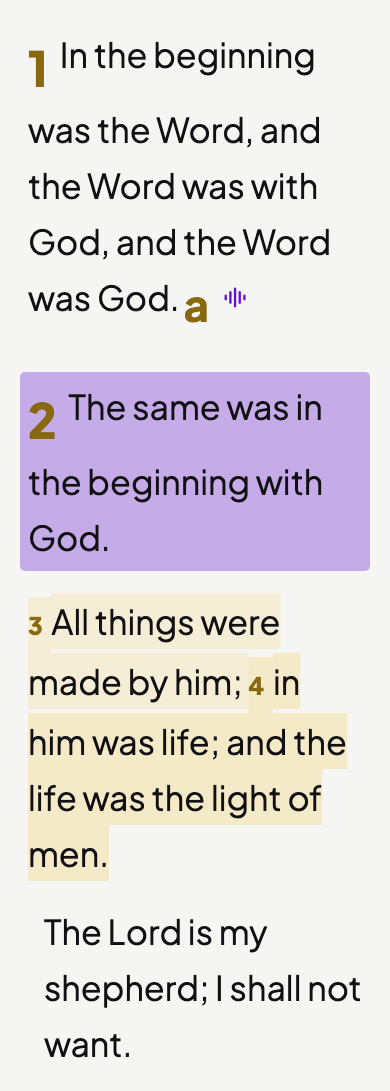 1 In the beginning
was the Word, and
the Word was with
God, and the Word
was God. a
2 The same was in
the beginning with
God.
3 All things were
made by him; 4 in
him was life; and the
life was the light of
men.
The Lord is my
shepherd; I shall not
want.